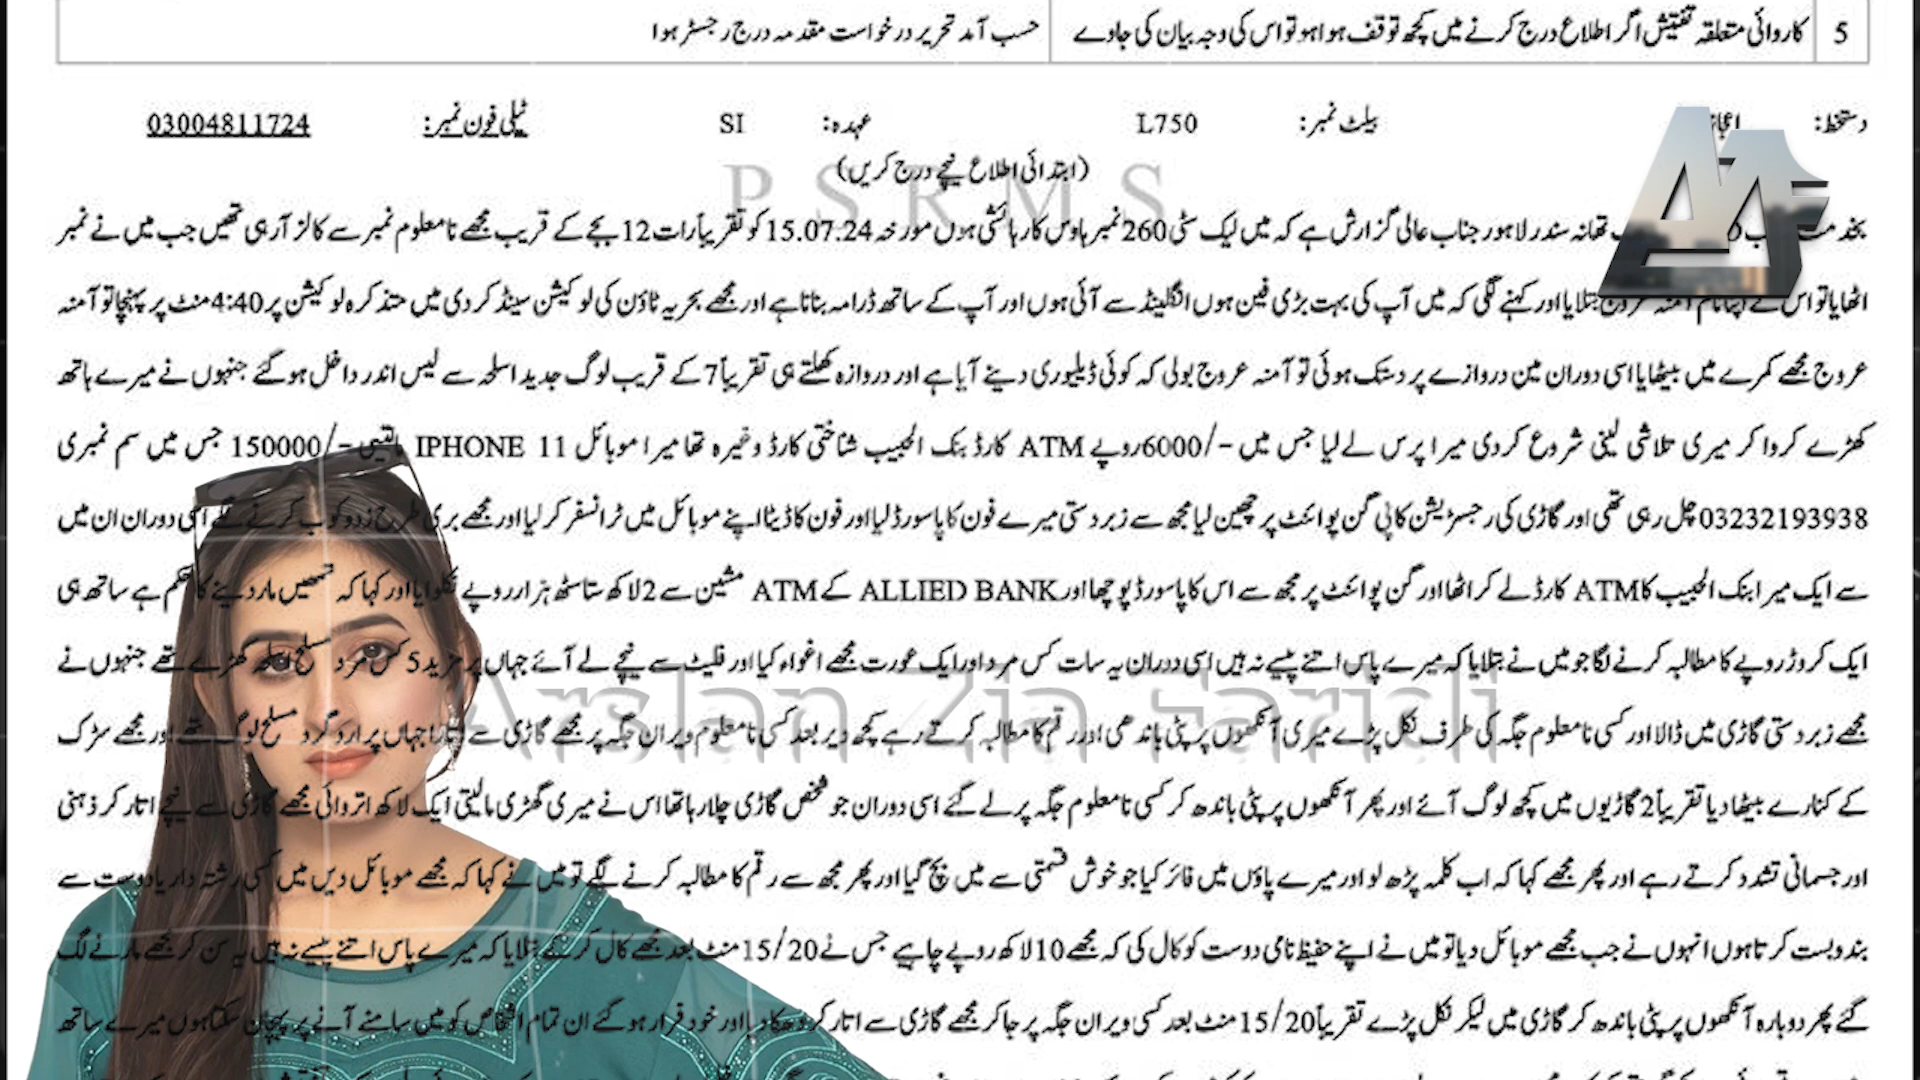 5 کاروائی متعلقہ تفتیش اگر اطلاع درج کرنے میں کچھ توقف ہوا ہو تو اس کی وجہ بیان کی جاوے حسب آمد تحریر درخواست مقدمہ درج رجسٹر ہوا
دستخط: بیلٹ نمبر: L750 عہدہ: SI ٹیلی فون نمبر: 03004811724
PSRMS
(ابتدائی اطلاع نیچے درج کریں)
بخدمت تھانہ سندر لاہور جناب عالی گزارش ہے کہ میں لیک سٹی 260 نمبر ہاوس کا رہائشی ہوں مورخہ 15.07.24 کو تقریباً رات 12 بجے کے قریب مجھے نا معلوم نمبر سے کالز آرہی تھیں جب میں نے نمبر
اٹھایا تو اس نے اپنا نام آمنہ عروج بتلایا اور کہنے لگی کہ میں آپ کی بہت بڑی فین ہوں انگلینڈ سے آئی ہوں اور آپ کے ساتھ ڈرامہ بنانا ہے اور مجھے بحریہ ٹاؤن کی لوکیشن سینڈ کر دی میں متذکرہ لوکیشن پر 4:40 منٹ پر پہنچا تو آمنہ
عروج مجھے کمرے میں بیٹھایا اسی دوران مین دروازے پر دستک ہوئی تو آمنہ عروج بولی کہ کوئی ڈیلیوری دینے آیا ہے اور دروازہ کھلتے ہی تقریباً 7 کے قریب لوگ جدید اسلحہ سے لیس اندر داخل ہو گئے جنہوں نے میرے ہاتھ
کھڑے کروا کر میری تلاشی لینی شروع کر دی میرا پرس لے لیا جس میں -/6000 روپے ATM کارڈ بنک الحبیب شناختی کارڈ وغیرہ تھا میرا موبائل IPHONE 11 مالیتی -/150000 جس میں سم نمبری
03232193938 چل رہی تھی اور گاڑی کی رجسٹریشن کاپی گن پوائنٹ پر چھین لیا مجھ سے زبردستی میرے فون کا پاسورڈ لیا اور فون کا ڈیٹا اپنے موبائل میں ٹرانسفر کر لیا اور مجھے بری طرح زدوکوب کرنے لگے اسی دوران ان میں
سے ایک میرا بنک الحبیب کا ATM کارڈ لے کر اٹھا اور گن پوائنٹ پر مجھ سے اس کا پاسورڈ پوچھا اور ALLIED BANK کے ATM مشین سے 2 لاکھ ستاسٹھ ہزار روپے نکلوایا اور کہا کہ تمھیں مار دینے کا حکم ہے ساتھ ہی
ایک کروڑ روپے کا مطالبہ کرنے لگا جو میں نے بتلایا کہ میرے پاس اتنے پیسے نہ ہیں اسی دوران یہ سات کس مرد اور ایک عورت مجھے اغواء کیا اور فلیٹ سے نیچے لے آئے جہاں پر مزید 5 کس مرد مسلح اسلحہ کھڑے تھے جنہوں نے
Arslan Zia Faridi
مجھے زبردستی گاڑی میں ڈالا اور کسی نا معلوم جگہ کی طرف نکل پڑے میری آنکھوں پر پٹی باندھی اور رقم کا مطالبہ کرتے رہے کچھ دیر بعد کسی نا معلوم ویران جگہ پر مجھے گاڑی سے اتارا جہاں پر ارد گرد مسلح لوگ تھے اور مجھے سڑک
کے کنارے بیٹھا دیا تقریباً 2 گاڑیوں میں کچھ لوگ آئے اور پھر آنکھوں پر پٹی باندھ کر کسی نا معلوم جگہ پر لے گئے اسی دوران جو شخص گاڑی چلا رہا تھا اس نے میری گھڑی مالیتی ایک لاکھ اتروائی مجھے گاڑی سے نیچے اتار کر ذہنی
اور جسمانی تشدد کرتے رہے اور پھر مجھے کہا کہ اب کلمہ پڑھ لو اور میرے پاؤں میں فائر کیا جو خوش قسمتی سے میں بچ گیا اور پھر مجھ سے رقم کا مطالبہ کرنے لگے تو میں نے کہا کہ مجھے موبائل دیں میں کسی رشتہ دار یا دوست سے
بندوبست کرتا ہوں انہوں نے جب مجھے موبائل دیا تو میں نے اپنے حفیظ نامی دوست کو کال کی کہ مجھے 10 لاکھ روپے چاہیے جس نے 15/20 منٹ بعد مجھے کال کر کے بتلایا کہ میرے پاس اتنے پیسے نہ ہیں یہ سن کر مجھے مارنے لگ
گئے پھر دوبارہ آنکھوں پر پٹی باندھ کر گاڑی میں لیکر نکل پڑے تقریباً 15/20 منٹ بعد کسی ویران جگہ پر جا کر مجھے گاڑی سے اتار کر دھکا دیا اور خود فرار ہو گئے ان تمام اشخاص کو میں سامنے آنے پر پہچان سکتا ہوں میرے ساتھ